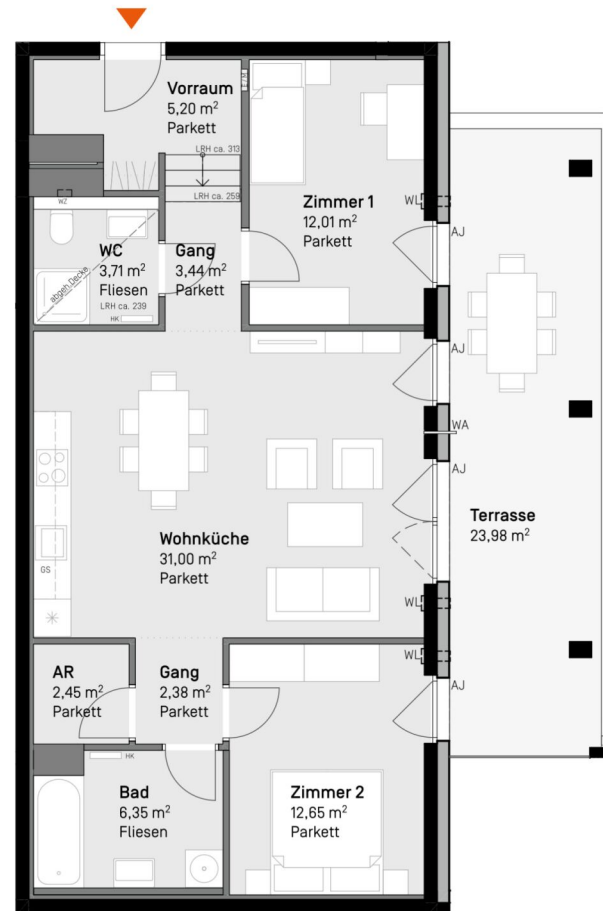 Vorraum
5,20 m²
Parkett
LRH ca. 313
LRH ca. 259
E/M
WZ
Zimmer 1
12,01 m²
Parkett
WL
AJ
WC
3,71 m²
Fliesen
LRH ca. 239
HK
abgeh.Decke
Gang
3,44 m²
Parkett
AJ
WA
AJ
Wohnküche
31,00 m²
Parkett
GS
Terrasse
23,98 m²
WL
WL
AJ
AR
2,45 m²
Parkett
Gang
2,38 m²
Parkett
HK
Bad
6,35 m²
Fliesen
Zimmer 2
12,65 m²
Parkett